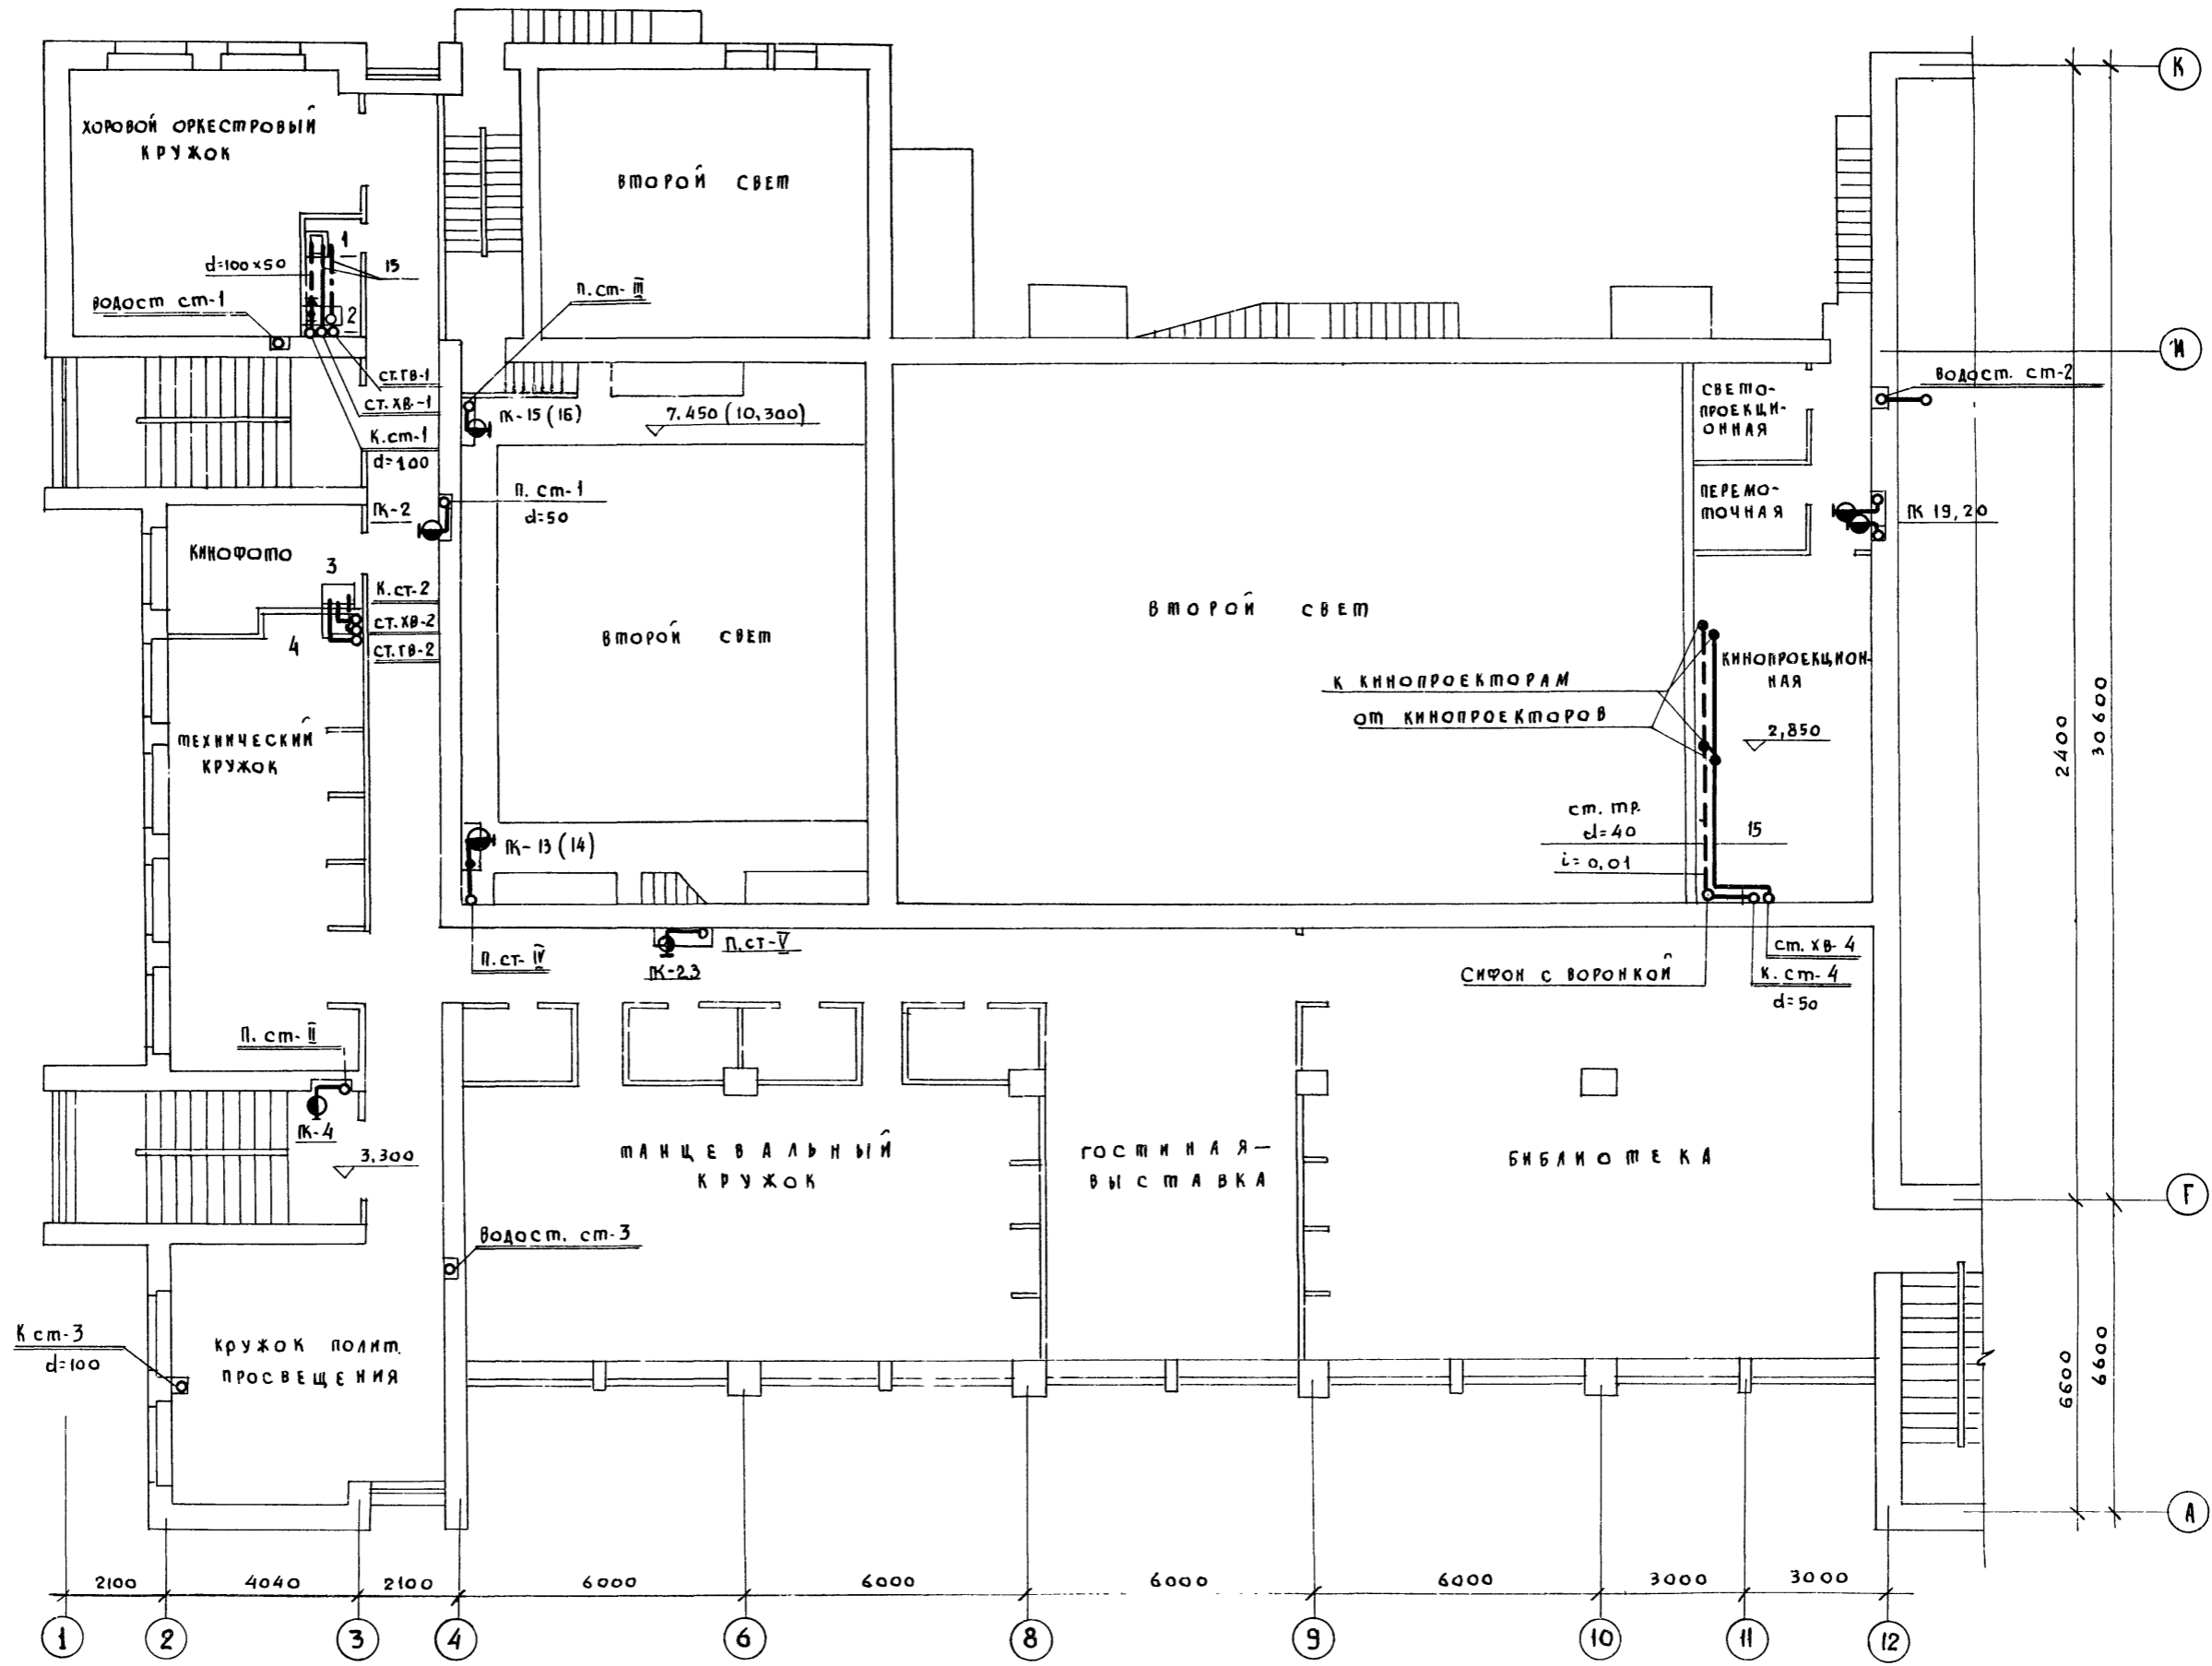 К
ХОРОВОЙ ОРКЕСТРОВЫЙ
КРУЖОК
ВТОРОЙ СВЕТ
1
d=100×50
15
п.ст-III
ВОДОСТ СТ-1
2
И
СТ.ГВ-1
ВОДОСТ. СТ-2
СТ.ХВ.-1
СВЕТО-
ПРОЕКЦИ-
ОННАЯ
ПК-15(16)
7.450(10,300)
К.СТ-1
d=100
П.СТ-1
d=50
ПК-2
ПЕРЕМО-
ТОЧНАЯ
ПК 19,20
КИНОФОТО
3
К.СТ-2
СТ.ХВ-2
СТ.ГВ-2
4
ВТОРОЙ СВЕТ
ВТОРОЙ СВЕТ
КИНОПРОЕКЦИОН-
НАЯ
К КИНОПРОЕКТОРАМ
ОТ КИНОПРОЕКТОРОВ
2,850
2400
30600
ТЕХНИЧЕСКИЙ
КРУЖОК
СТ. ТР.
d=40
15
i=0,01
ПК-13(14)
П.СТ-IV
П.СТ-V
ПК-23
СТ. ХВ-4
СИФОН С ВОРОНКОЙ
К. СТ-4
d=50
П. СТ-II
ПК-4
3,300
ТАНЦЕВАЛЬНЫЙ
КРУЖОК
ГОСТИНАЯ-
ВЫСТАВКА
БИБЛИОТЕКА
Г
ВОДОСТ. СТ-3
К СТ-3
d=100
КРУЖОК ПОЛИТ.
ПРОСВЕЩЕНИЯ
6600
6600
А
2100 4040 2100 6000 6000 6000 6000 3000 3000
1 2 3 4 6 8 9 10 11 12